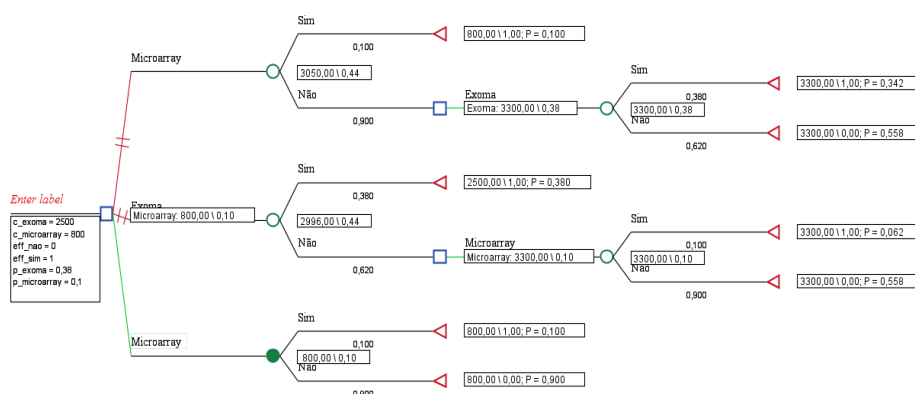 Sim
800,00 \ 1,00; P = 0,100
0,100
Microarray
3050,00 \ 0,44
Sim
3300,00 \ 1,00; P = 0,342
Não
Exoma
0,380
Exoma: 3300,00 \ 0,38
3300,00 \ 0,38
0,900
Não
3300,00 \ 0,00; P = 0,558
0,620
Sim
2500,00 \ 1,00; P = 0,380
0,380
Enter label
Exoma
Microarray: 800,00 \ 0,10
2996,00 \ 0,44
c_exoma = 2500
c_microarray = 800
eff_nao = 0
eff_sim = 1
p_exoma = 0,38
p_microarray = 0,1
Sim
3300,00 \ 1,00; P = 0,062
Não
Microarray
0,100
Microarray: 3300,00 \ 0,10
3300,00 \ 0,10
0,620
Não
3300,00 \ 0,00; P = 0,558
0,900
Sim
800,00 \ 1,00; P = 0,100
Microarray
0,100
800,00 \ 0,10
Não
800,00 \ 0,00; P = 0,900
0,900